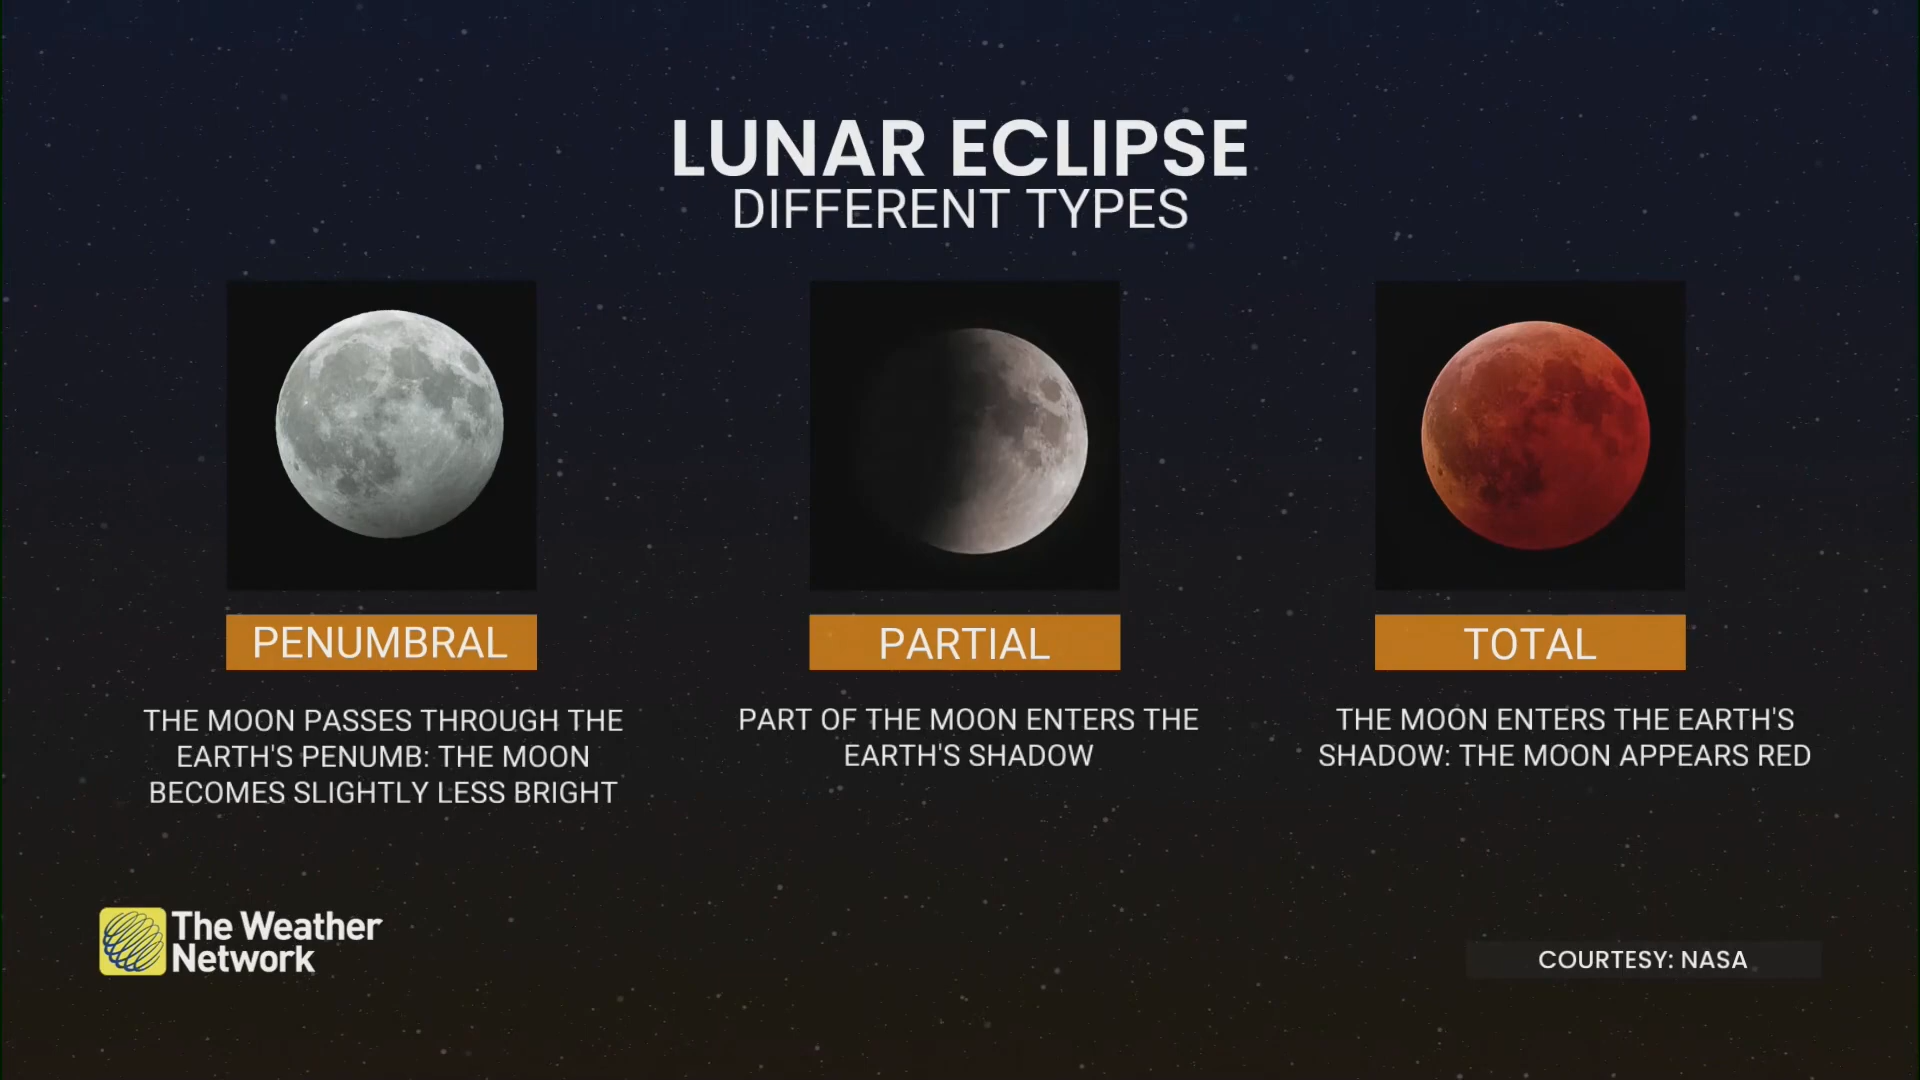 LUNAR ECLIPSE
DIFFERENT TYPES
PENUMBRAL
THE MOON PASSES THROUGH THE
EARTH'S PENUMB: THE MOON
BECOMES SLIGHTLY LESS BRIGHT
PARTIAL
PART OF THE MOON ENTERS THE
EARTH'S SHADOW
TOTAL
THE MOON ENTERS THE EARTH'S
SHADOW: THE MOON APPEARS RED
The Weather
Network
COURTESY: NASA